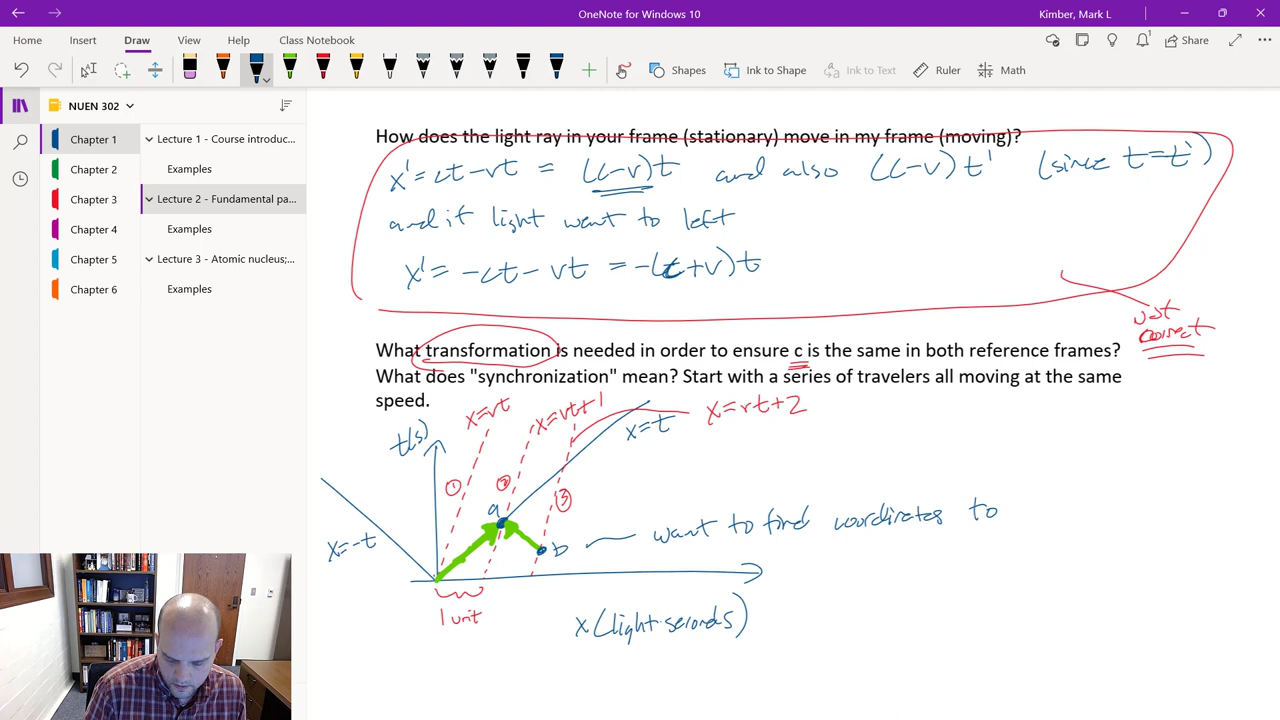 OneNote for Windows 10
Kimber, Mark L
Home Insert Draw View Help Class Notebook
Share
Shapes Ink to Shape Ink to Text Ruler Math
NUEN 302
Chapter 1
Chapter 2
Chapter 3
Chapter 4
Chapter 5
Chapter 6
Lecture 1 - Course introduc...
Examples
Lecture 2 - Fundamental pa...
Examples
Lecture 3 - Atomic nucleus;...
Examples
How does the light ray in your frame (stationary) move in my frame (moving)?
x' = ct - vt = (c-v)t and also (c-v)t' (since t=t')
and if light went to left
x' = -ct - vt = -(c+v)t
not
correct
What transformation is needed in order to ensure c is the same in both reference frames?
What does "synchronization" mean? Start with a series of travelers all moving at the same
speed.
t(s)
x=vt
x=vt+1
x=vt+2
x=t
1
2
3
a
b
want to find coordinates to
x=-t
1 unit
x (light-seconds)